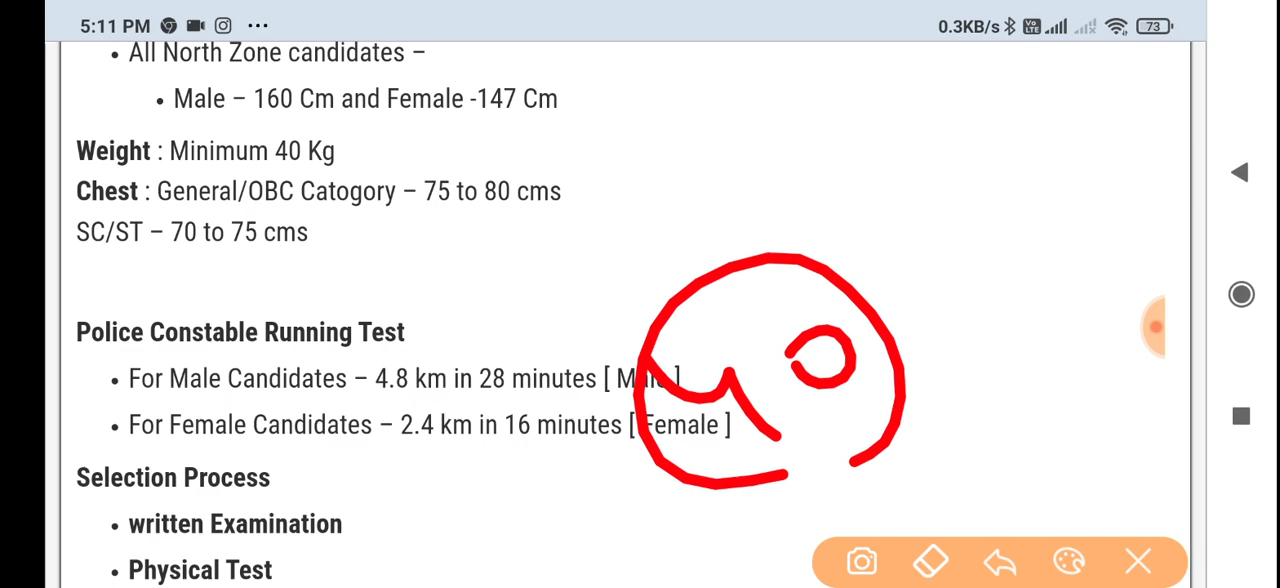 5:11 PM ... 0.3KB/s Vo LTE 73
• All North Zone candidates –
• Male – 160 Cm and Female -147 Cm
Weight : Minimum 40 Kg
Chest : General/OBC Catogory – 75 to 80 cms
SC/ST – 70 to 75 cms
Police Constable Running Test
• For Male Candidates – 4.8 km in 28 minutes [ Male ]
• For Female Candidates – 2.4 km in 16 minutes [ Female ]
Selection Process
• written Examination
• Physical Test